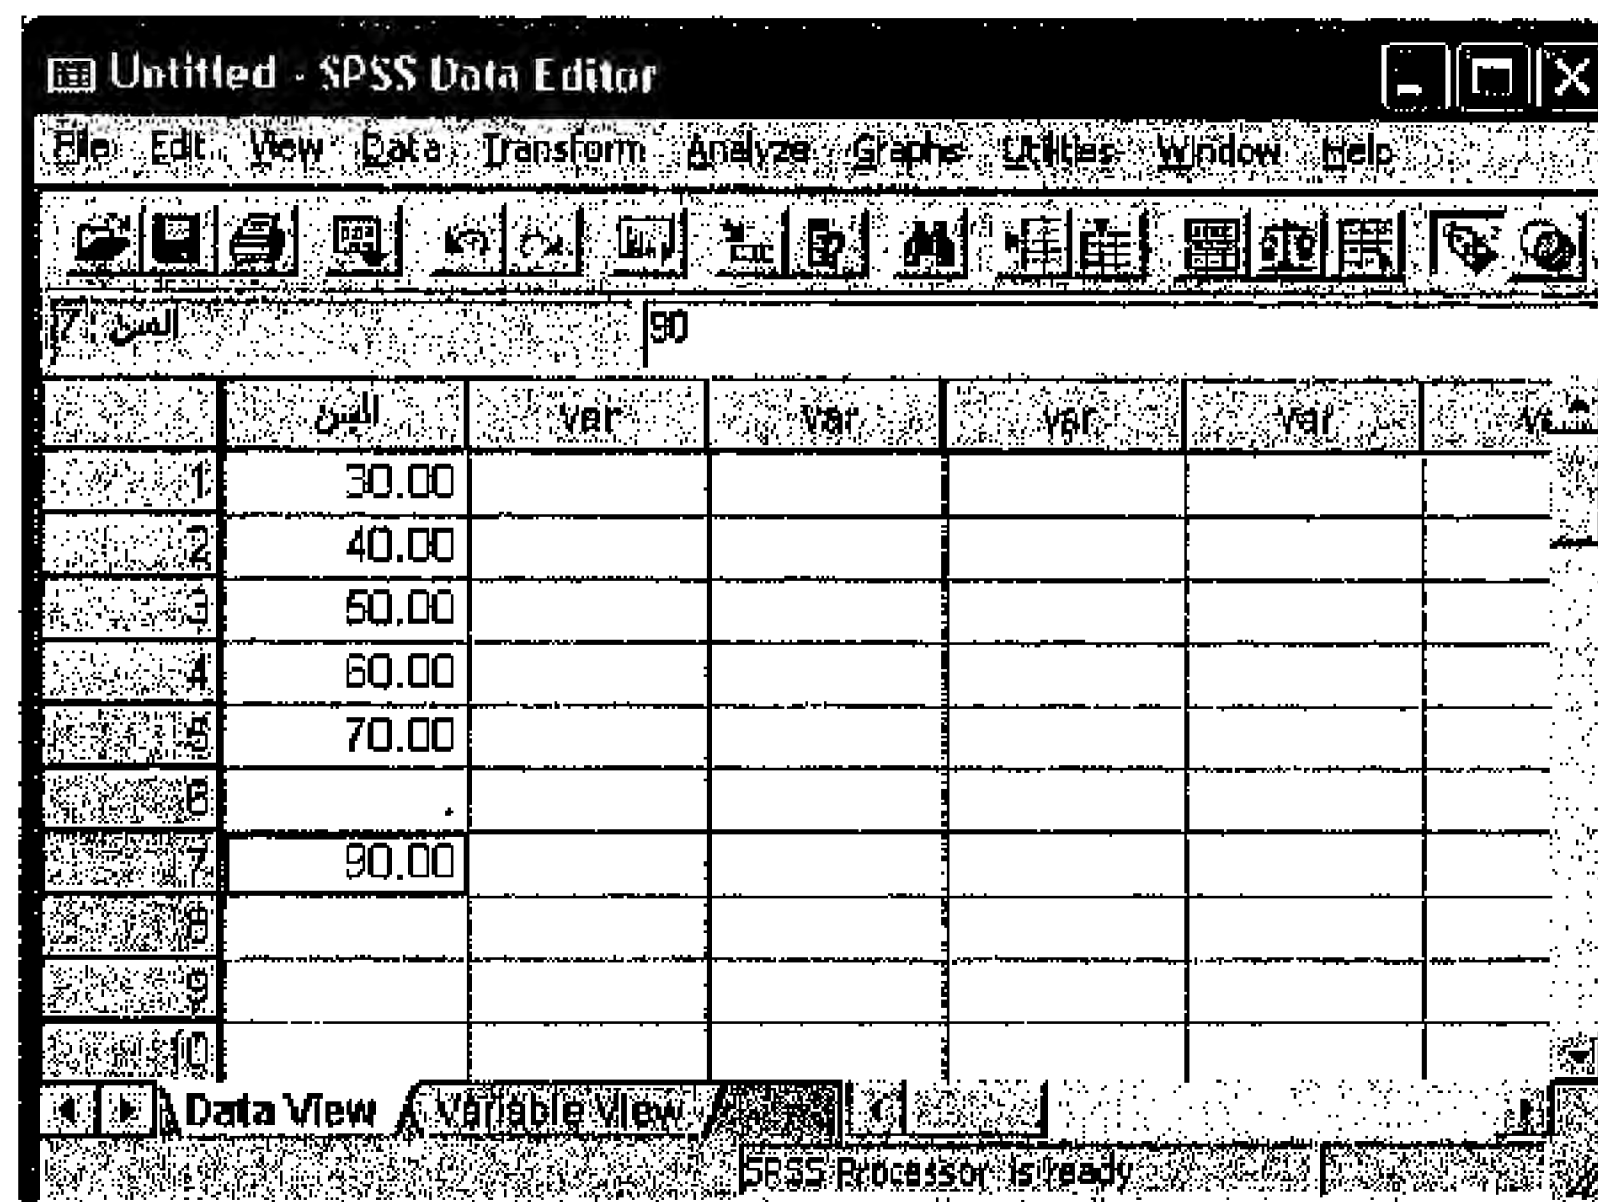 Untitled - SPSS Data Editor
File Edit View Data Transform Analyze Graphs Utilities Window Help
7 : السن 90
السن var var var var
1 30.00
2 40.00
3 50.00
4 60.00
5 70.00
6 .
7 90.00
8
9
10
Data View Variable View
SPSS Processor is ready